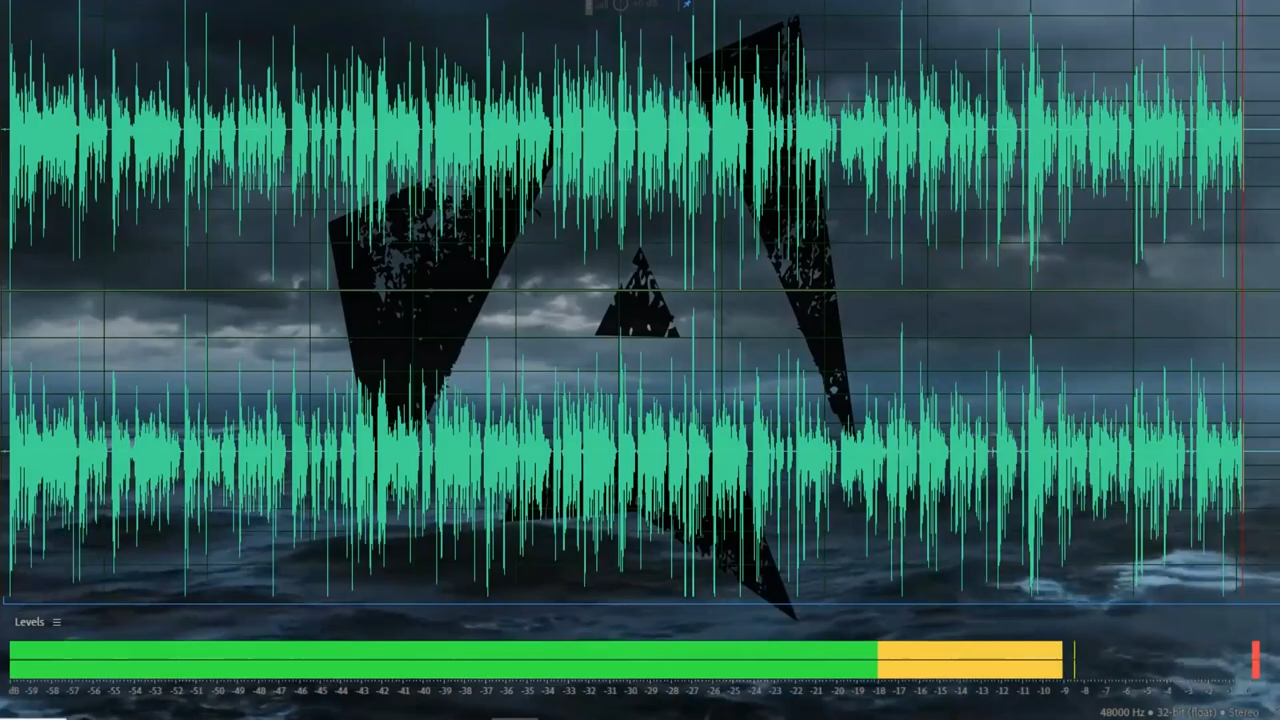 Levels
dB -59 -58 -57 -56 -55 -54 -53 -52 -51 -50 -49 -48 -47 -46 -45 -44 -43 -42 -41 -40 -39 -38 -37 -36 -35 -34 -33 -32 -31 -30 -29 -28 -27 -26 -25 -24 -23 -22 -21 -20 -19 -18 -17 -16 -15 -14 -13 -12 -11 -10 -9 -8 -7 -6 -5 -4 -3 -2
48000 Hz • 32-bit (float) • Stereo